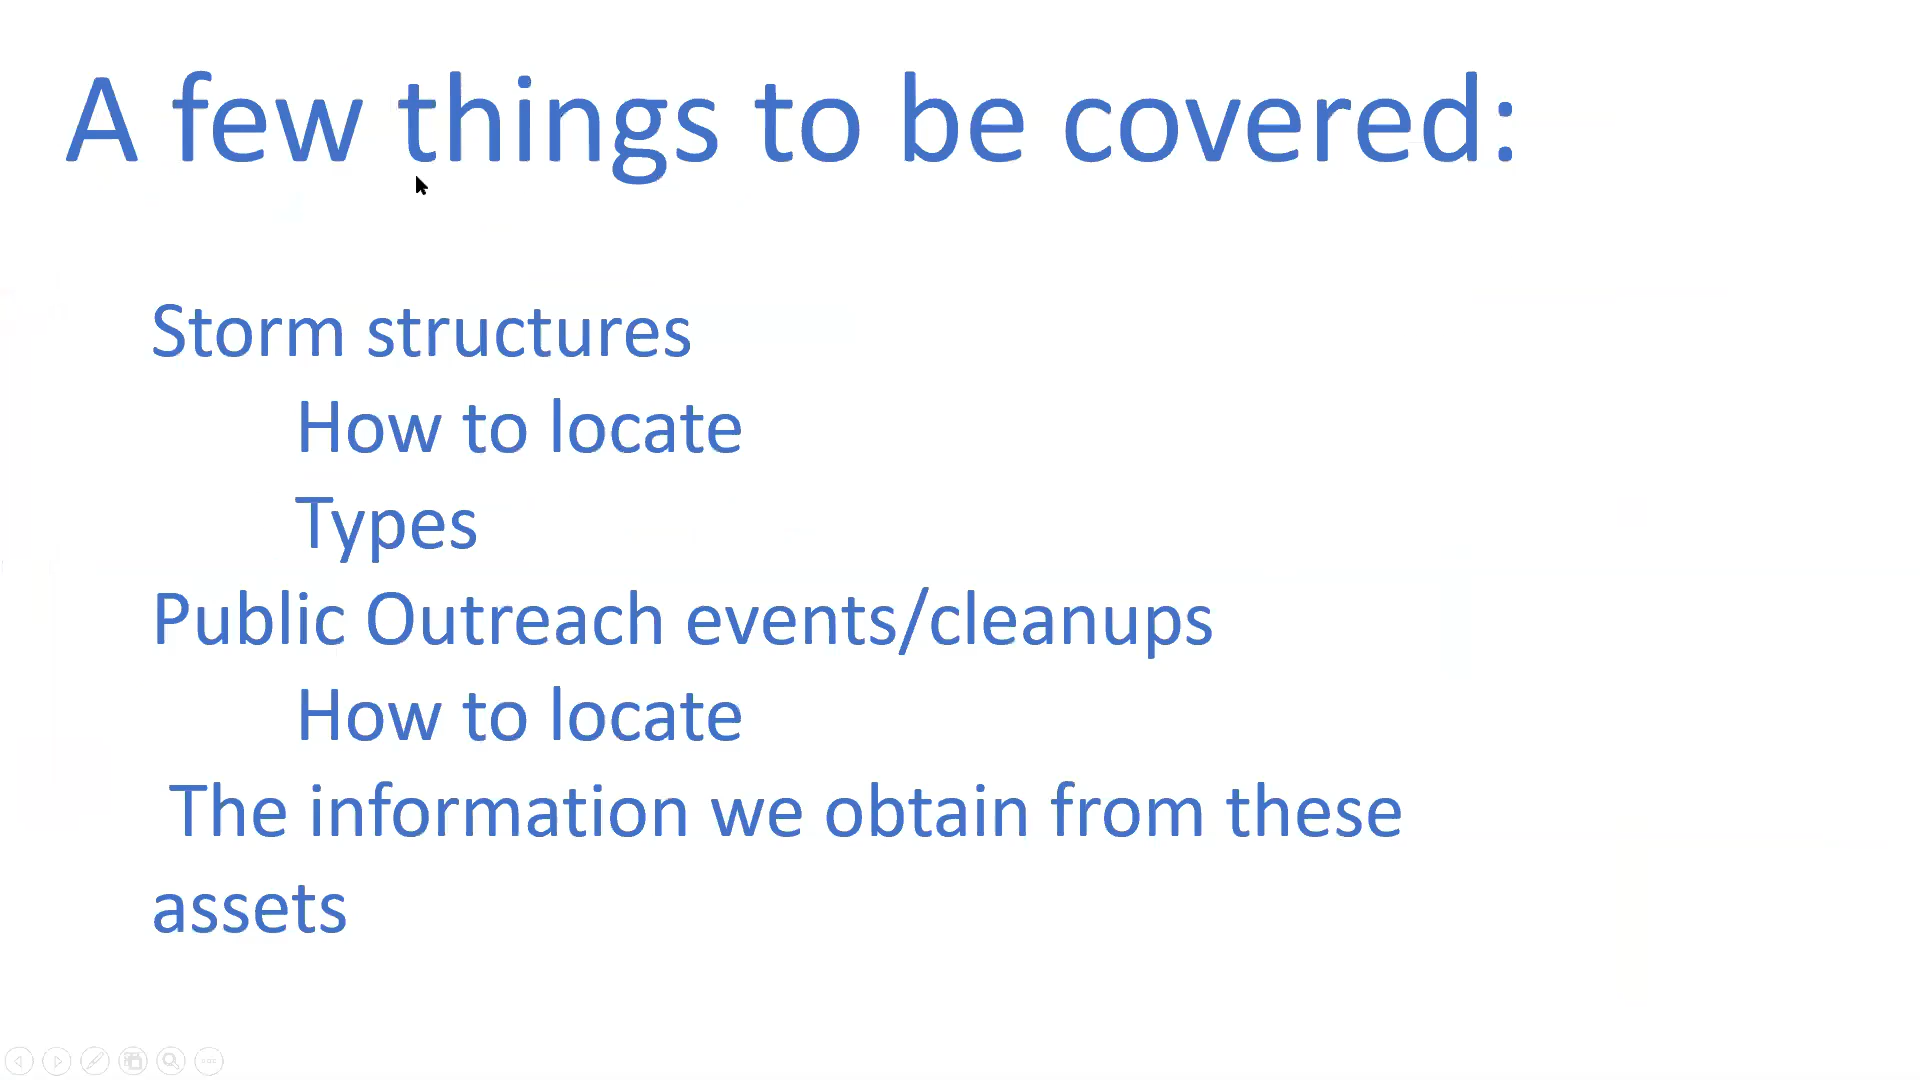 A few things to be covered:
Storm structures
How to locate
Types
Public Outreach events/cleanups
How to locate
The information we obtain from these
assets